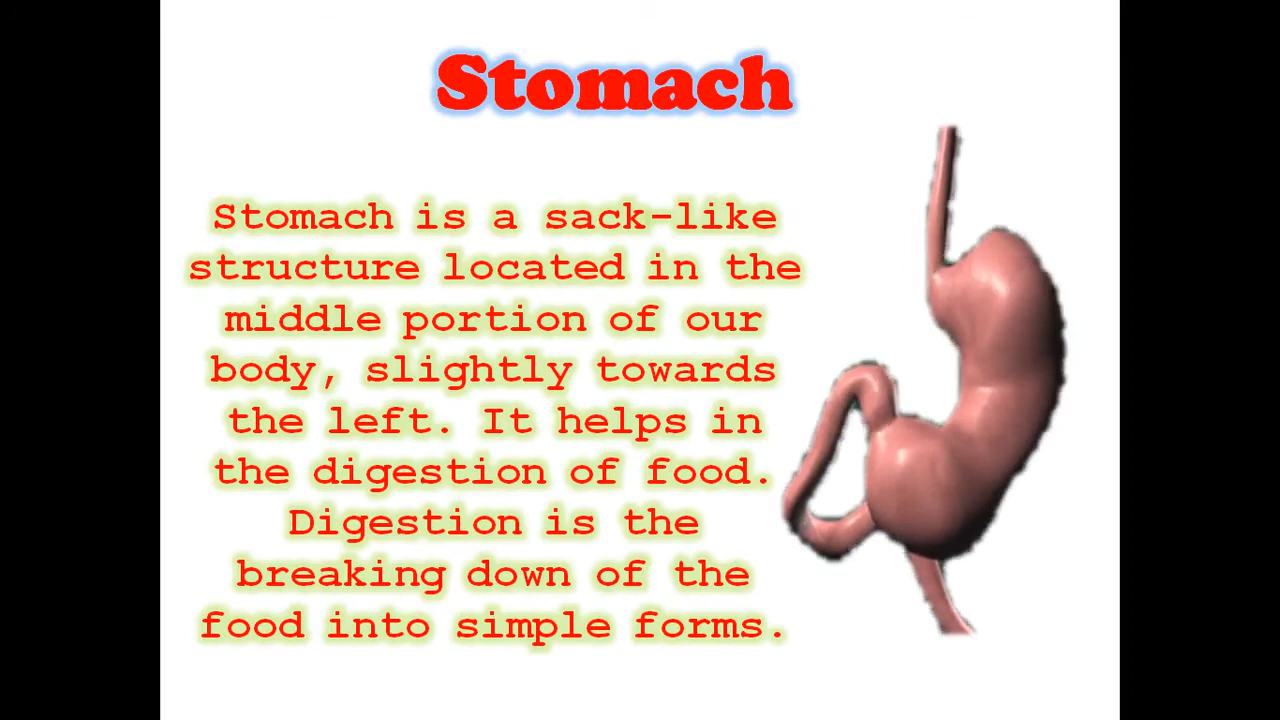 Stomach
Stomach is a sack-like
structure located in the
middle portion of our
body, slightly towards
the left. It helps in
the digestion of food.
Digestion is the
breaking down of the
food into simple forms.